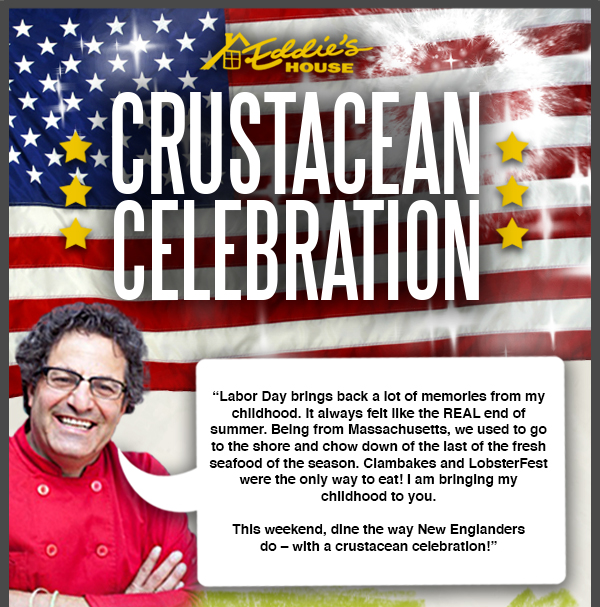 Eddie's
HOUSE
CRUSTACEAN
CELEBRATION
“Labor Day brings back a lot of memories from my
childhood. It always felt like the REAL end of
summer. Being from Massachusetts, we used to go
to the shore and chow down of the last of the fresh
seafood of the season. Clambakes and LobsterFest
were the only way to eat! I am bringing my
childhood to you.
This weekend, dine the way New Englanders
do – with a crustacean celebration!”